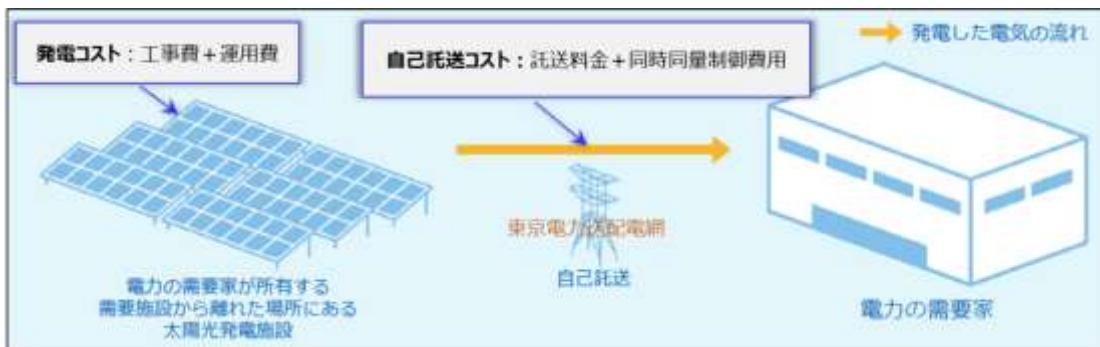 発電コスト：工事費＋運用費
自己託送コスト：託送料金＋同時同量制御費用
発電した電気の流れ
東京電力送配電網
自己託送
電力の需要家が所有する
需要施設から離れた場所にある
太陽光発電施設
電力の需要家